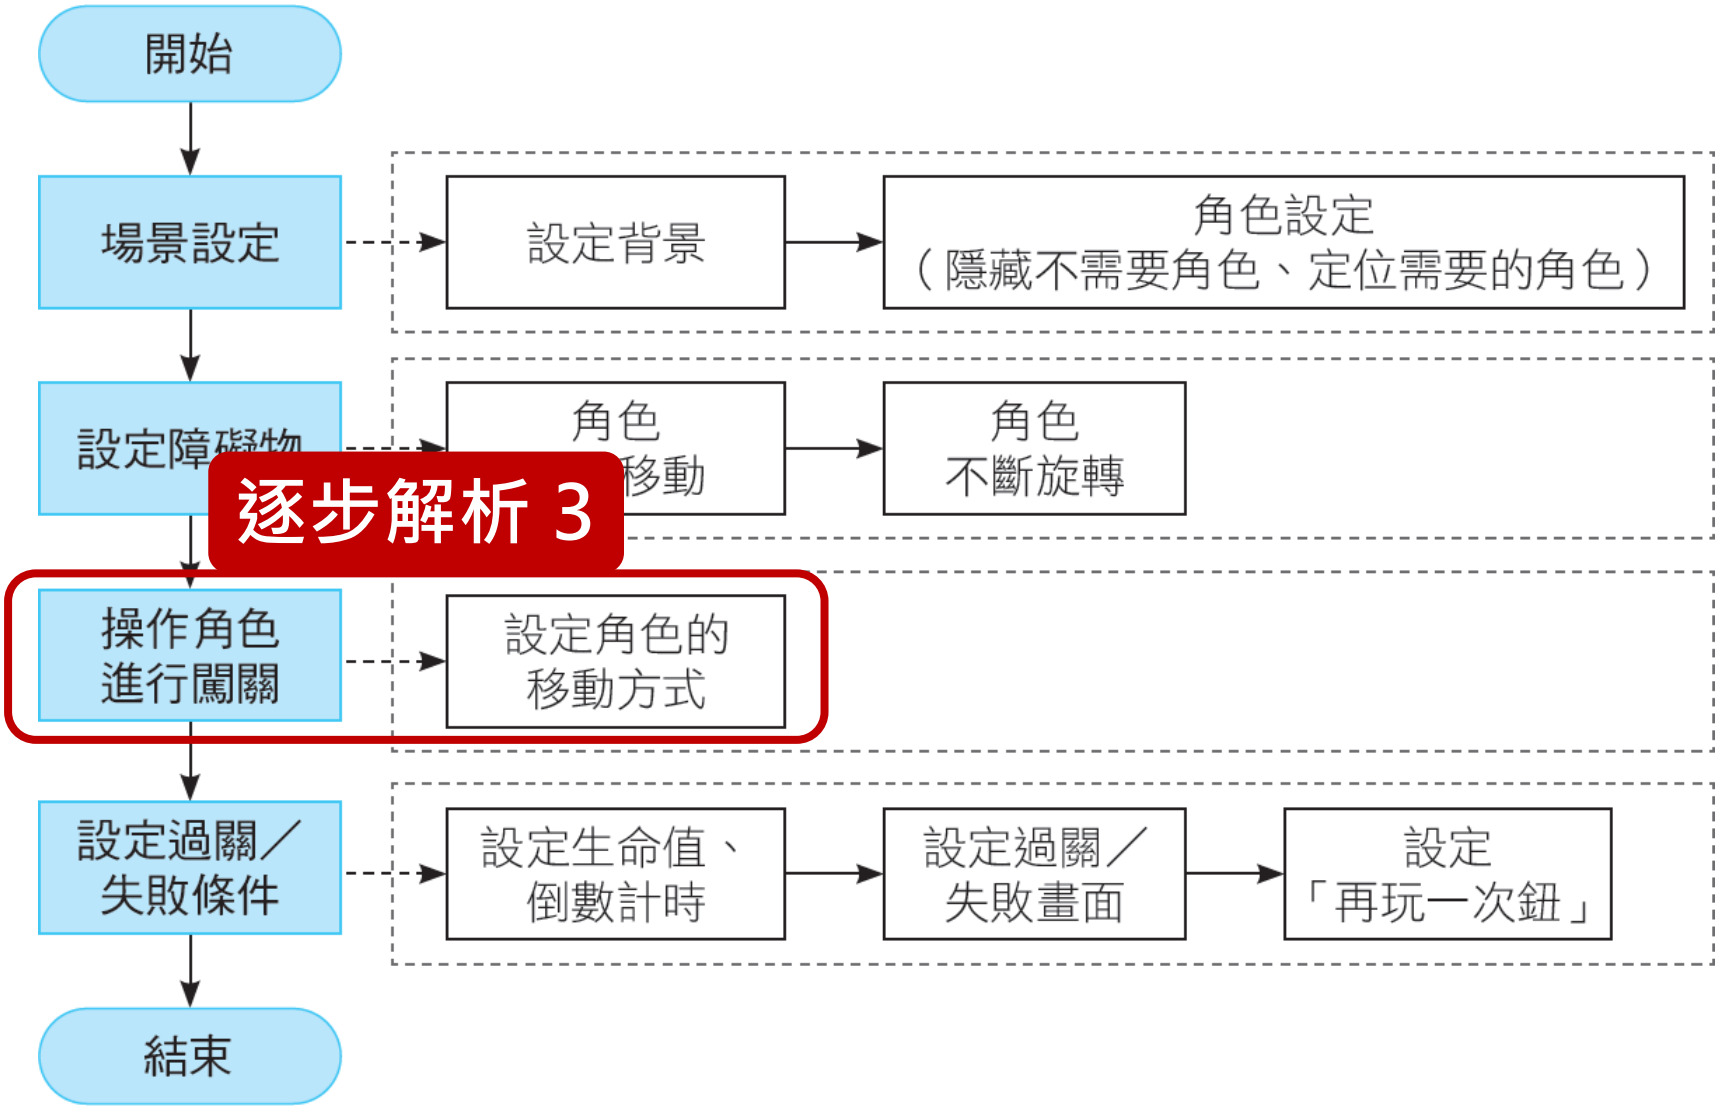 開始
場景設定
設定背景
角色設定
（隱藏不需要角色、定位需要的角色）
設定障礙物
角色
移動
角色
不斷旋轉
逐步解析 3
操作角色
進行闖關
設定角色的
移動方式
設定過關／
失敗條件
設定生命值、
倒數計時
設定過關／
失敗畫面
設定
「再玩一次鈕」
結束